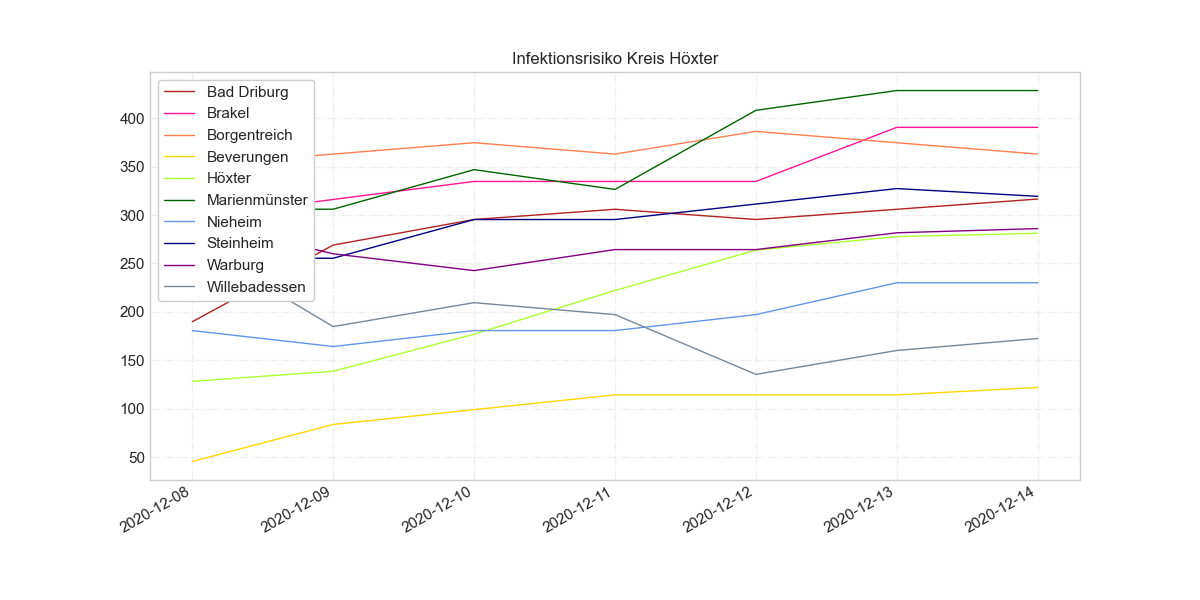 Infektionsrisiko Kreis Höxter
Bad Driburg
Brakel
Borgentreich
Beverungen
Höxter
Marienmünster
Nieheim
Steinheim
Warburg
Willebadessen
400
350
300
250
200
150
100
50
2020-12-08
2020-12-09
2020-12-10
2020-12-11
2020-12-12
2020-12-13
2020-12-14